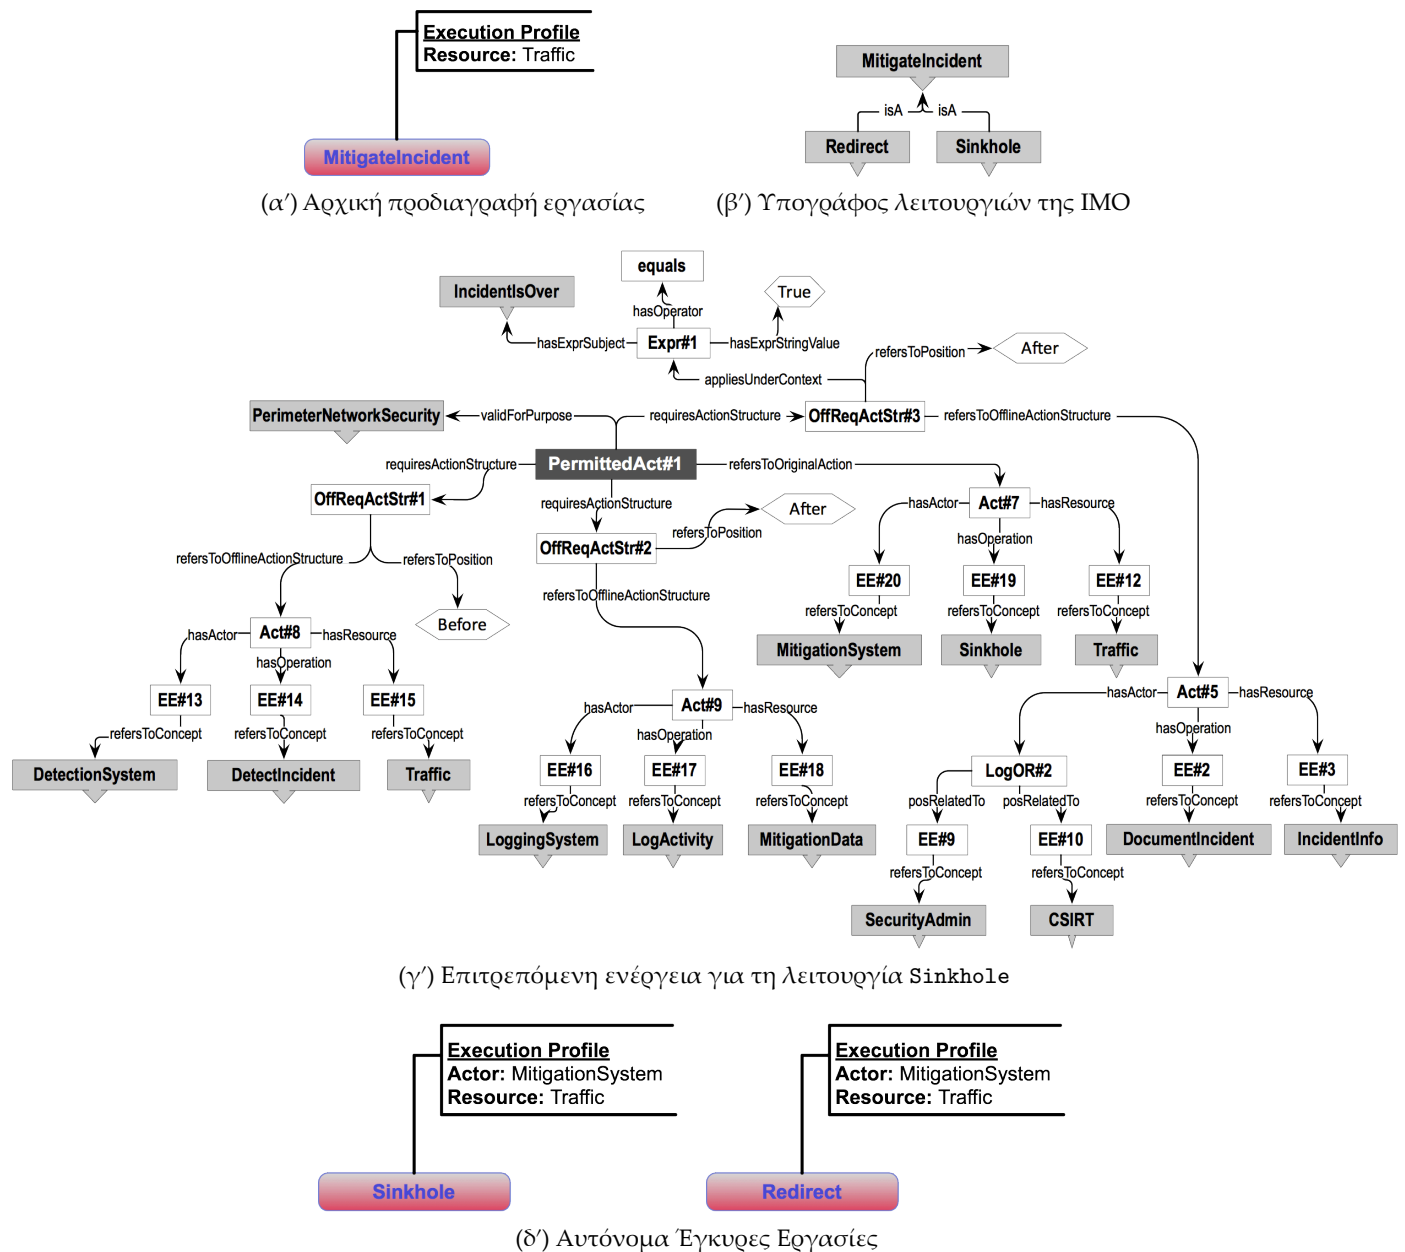 Execution Profile
Resource: Traffic
MitigateIncident
(α′) Αρχική προδιαγραφή εργασίας
MitigateIncident
isA
isA
Redirect
Sinkhole
(β′) Υπογράφος λειτουργιών της IMO
equals
IncidentIsOver
True
hasOperator
hasExprSubject
Expr#1
hasExprStringValue
refersToPosition
After
appliesUnderContext
PerimeterNetworkSecurity
validForPurpose
requiresActionStructure
OffReqActStr#3
refersToOfflineActionStructure
requiresActionStructure
PermittedAct#1
refersToOriginalAction
OffReqActStr#1
requiresActionStructure
After
hasActor
Act#7
hasResource
refersToPosition
OffReqActStr#2
hasOperation
refersToOfflineActionStructure
refersToPosition
EE#20
EE#19
EE#12
refersToOfflineActionStructure
refersToConcept
refersToConcept
refersToConcept
Before
hasActor
Act#8
hasResource
MitigationSystem
Sinkhole
Traffic
hasOperation
EE#13
EE#14
EE#15
hasActor
Act#9
hasResource
hasActor
Act#5
hasResource
refersToConcept
refersToConcept
refersToConcept
hasOperation
hasOperation
DetectionSystem
DetectIncident
Traffic
EE#16
EE#17
EE#18
LogOR#2
EE#2
EE#3
refersToConcept
refersToConcept
refersToConcept
posRelatedTo
posRelatedTo
refersToConcept
refersToConcept
LoggingSystem
LogActivity
MitigationData
EE#9
EE#10
DocumentIncident
IncidentInfo
refersToConcept
refersToConcept
SecurityAdmin
CSIRT
(γ′) Επιτρεπόμενη ενέργεια για τη λειτουργία Sinkhole
Execution Profile
Actor: MitigationSystem
Resource: Traffic
Sinkhole
Execution Profile
Actor: MitigationSystem
Resource: Traffic
Redirect
(δ′) Αυτόνομα Έγκυρες Εργασίες